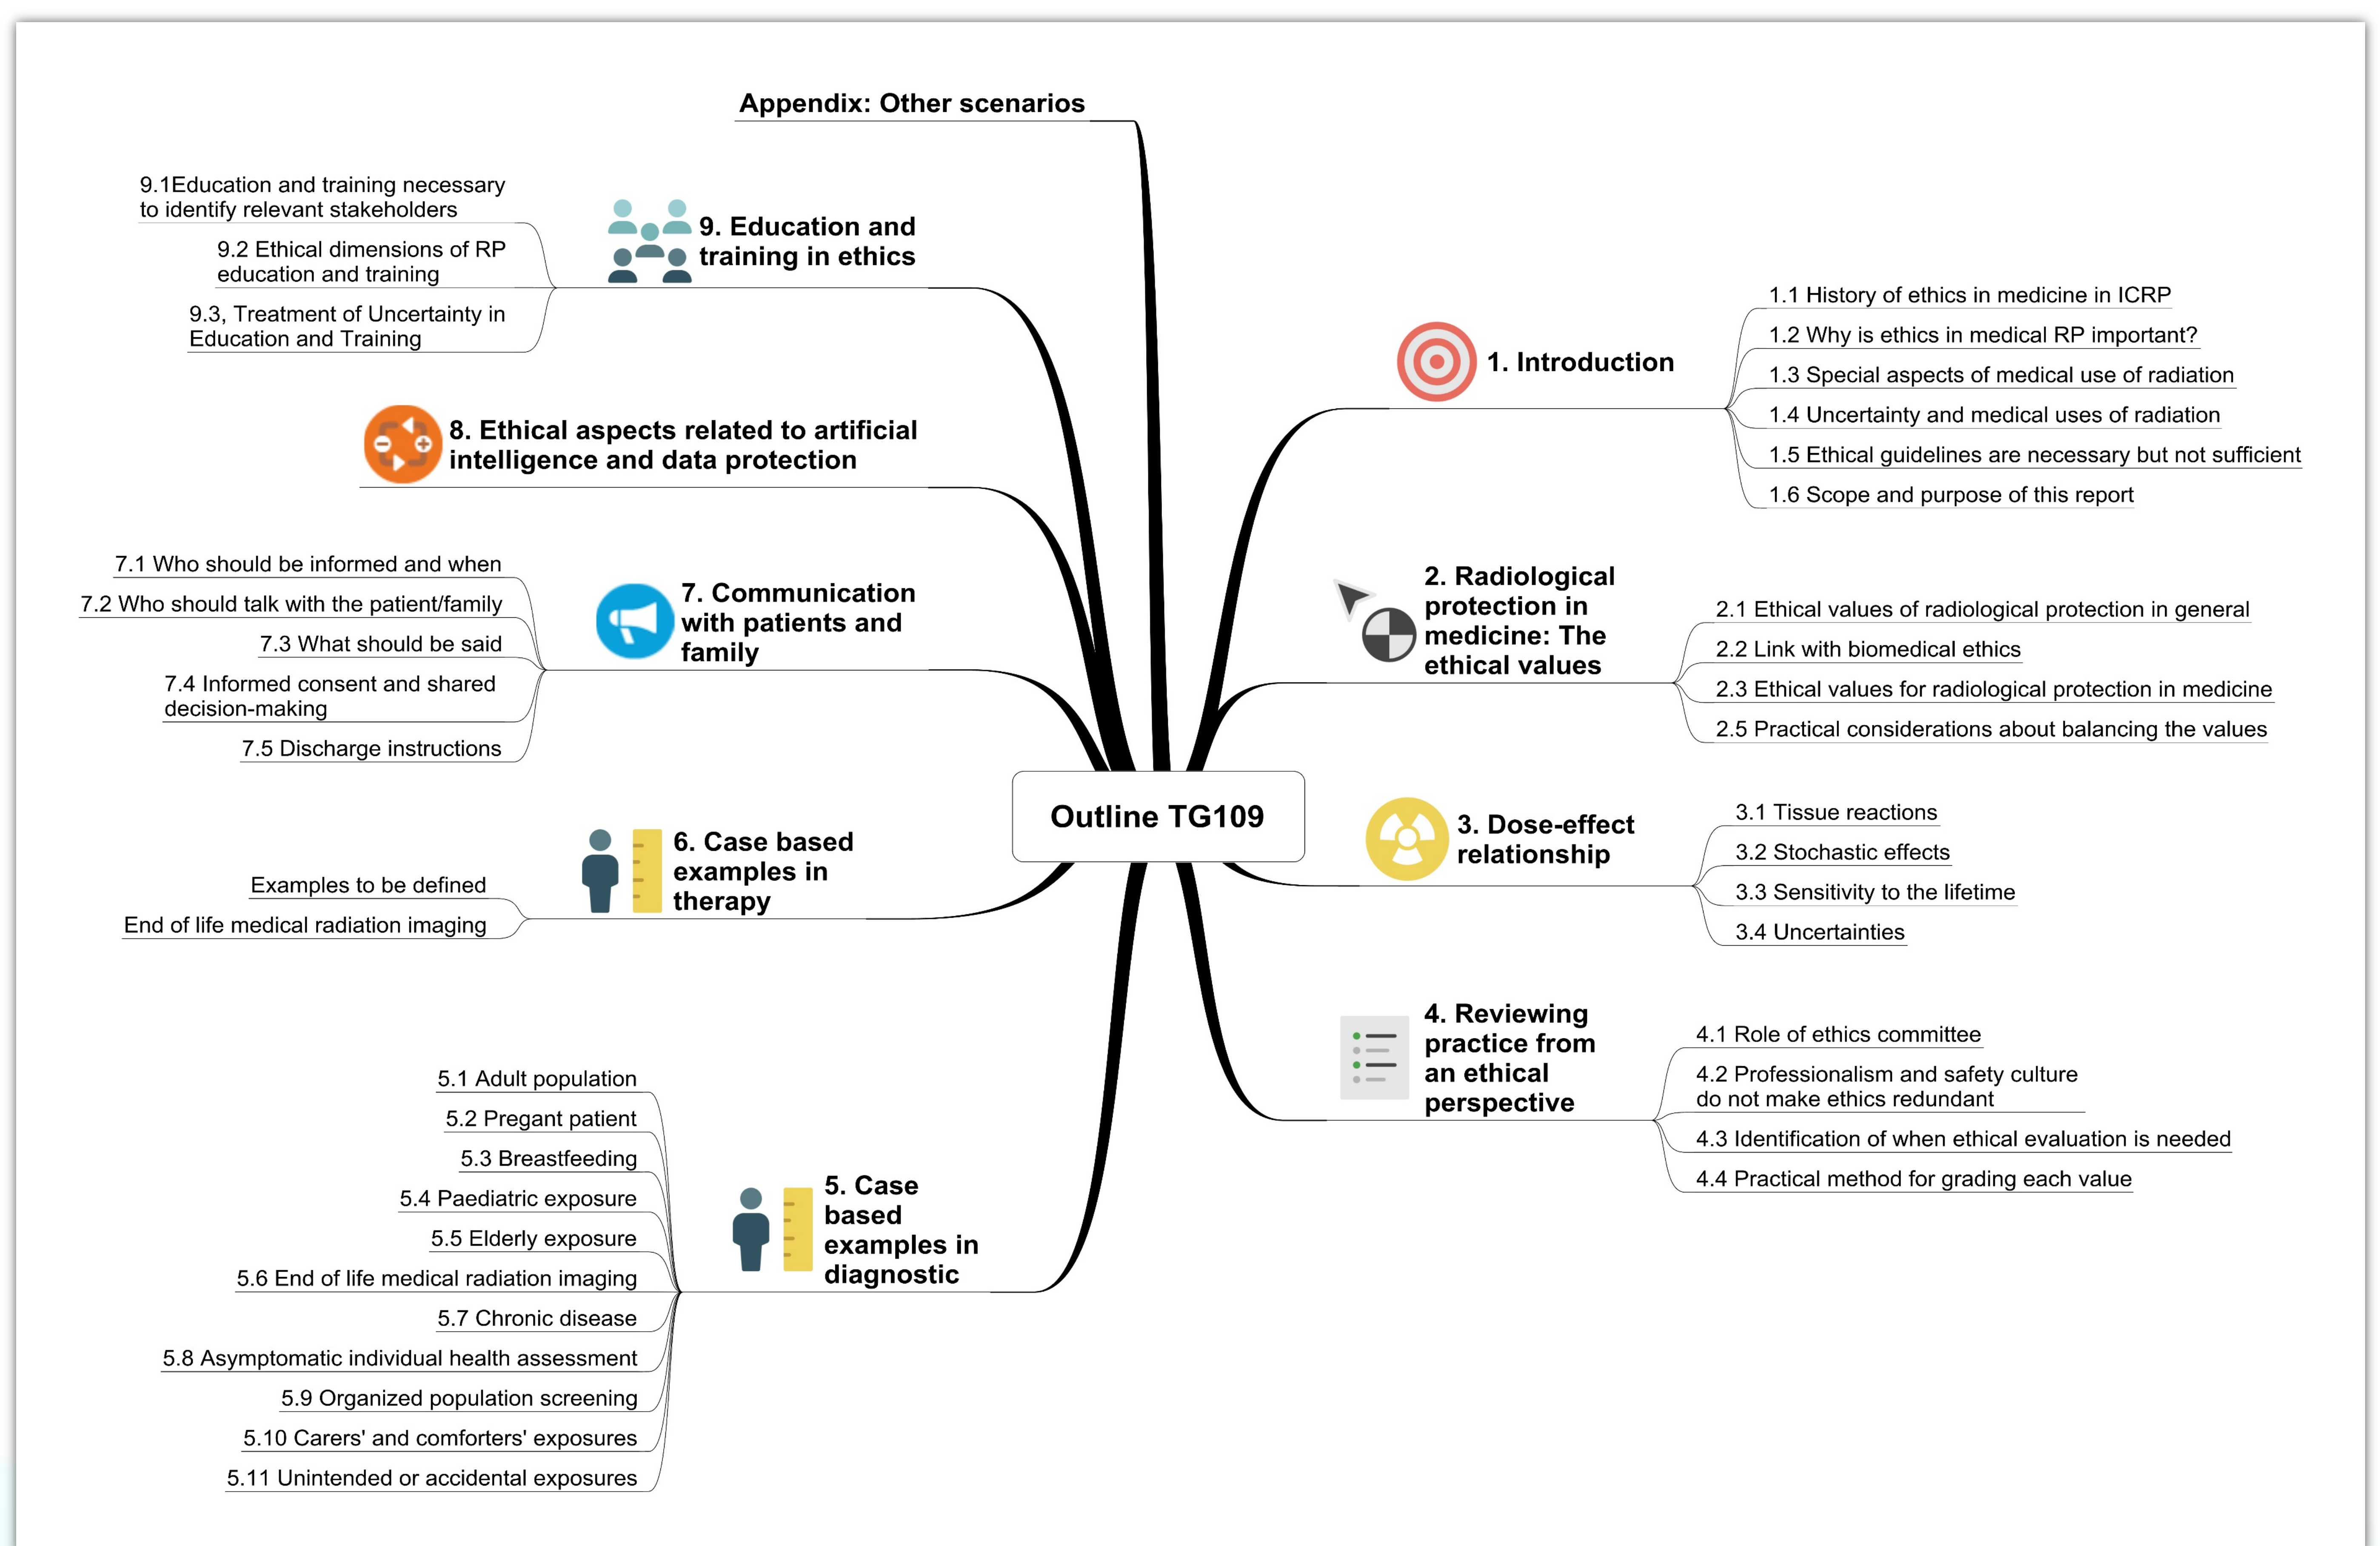 Outline TG109
1. Introduction
1.1 History of ethics in medicine in ICRP
1.2 Why is ethics in medical RP important?
1.3 Special aspects of medical use of radiation
1.4 Uncertainty and medical uses of radiation
1.5 Ethical guidelines are necessary but not sufficient
1.6 Scope and purpose of this report
2. Radiological
protection in
medicine: The
ethical values
2.1 Ethical values of radiological protection in general
2.2 Link with biomedical ethics
2.3 Ethical values for radiological protection in medicine
2.5 Practical considerations about balancing the values
3. Dose-effect
relationship
3.1 Tissue reactions
3.2 Stochastic effects
3.3 Sensitivity to the lifetime
3.4 Uncertainties
4. Reviewing
practice from
an ethical
perspective
4.1 Role of ethics committee
4.2 Professionalism and safety culture
do not make ethics redundant
4.3 Identification of when ethical evaluation is needed
4.4 Practical method for grading each value
5. Case
based
examples in
diagnostic
5.1 Adult population
5.2 Pregant patient
5.3 Breastfeeding
5.4 Paediatric exposure
5.5 Elderly exposure
5.6 End of life medical radiation imaging
5.7 Chronic disease
5.8 Asymptomatic individual health assessment
5.9 Organized population screening
5.10 Carers' and comforters' exposures
5.11 Unintended or accidental exposures
6. Case based
examples in
therapy
Examples to be defined
End of life medical radiation imaging
7. Communication
with patients and
family
7.1 Who should be informed and when
7.2 Who should talk with the patient/family
7.3 What should be said
7.4 Informed consent and shared
decision-making
7.5 Discharge instructions
8. Ethical aspects related to artificial
intelligence and data protection
9. Education and
training in ethics
9.1Education and training necessary
to identify relevant stakeholders
9.2 Ethical dimensions of RP
education and training
9.3, Treatment of Uncertainty in
Education and Training
Appendix: Other scenarios